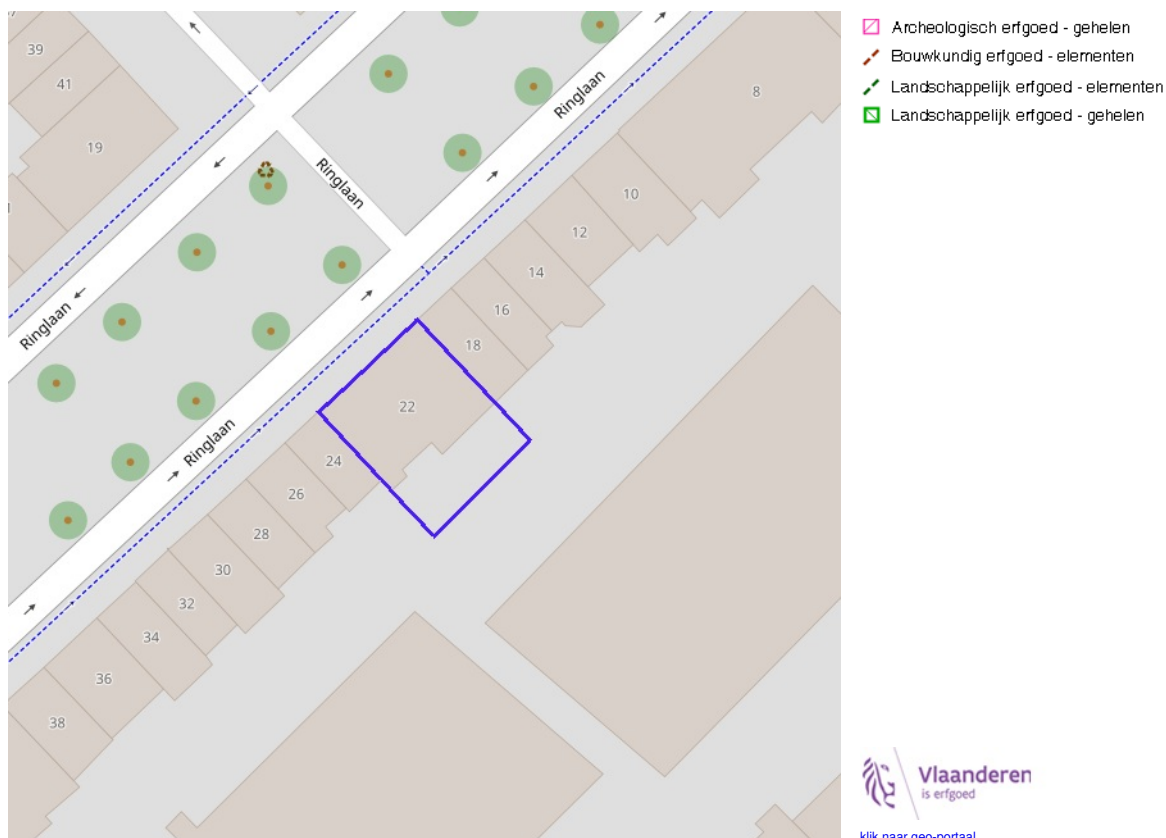 39
41
19
Ringlaan
Ringlaan
Ringlaan
Ringlaan
8
10
12
14
16
18
22
24
26
28
30
32
34
36
38
Archeologisch erfgoed - gehelen
Bouwkundig erfgoed - elementen
Landschappelijk erfgoed - elementen
Landschappelijk erfgoed - gehelen
Vlaanderen
is erfgoed
klik naar geo-portaal